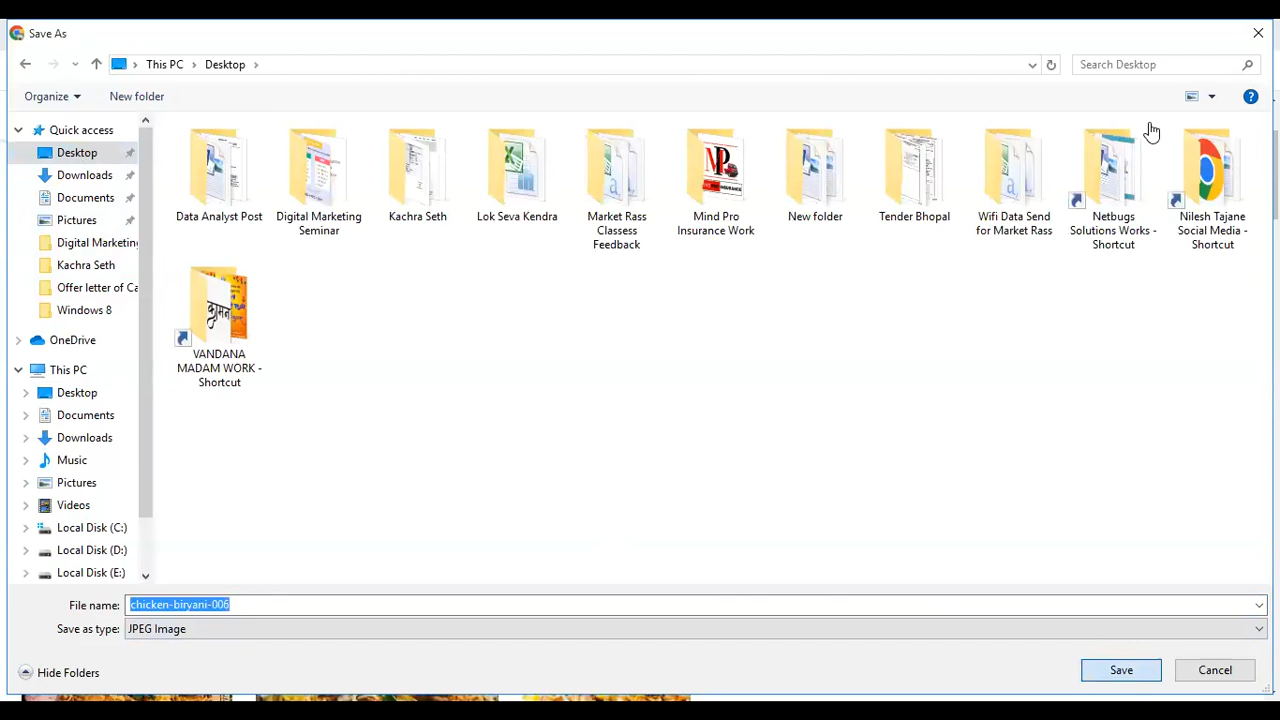 Save As
This PC
Desktop
Search Desktop
Organize
New folder
Quick access
Desktop
Downloads
Documents
Pictures
Digital Marketing
Kachra Seth
Offer letter of Ca
Windows 8
OneDrive
This PC
Desktop
Documents
Downloads
Music
Pictures
Videos
Local Disk (C:)
Local Disk (D:)
Local Disk (E:)
Data Analyst Post
Digital Marketing
Seminar
Kachra Seth
Lok Seva Kendra
Market Rass
Classess
Feedback
MP
INSURANCE
Mind Pro
Insurance Work
New folder
Tender Bhopal
Wifi Data Send
for Market Rass
Netbugs
Solutions Works -
Shortcut
Nilesh Tajane
Social Media -
Shortcut
VANDANA
MADAM WORK -
Shortcut
File name:
chicken-biryani-006
Save as type:
JPEG Image
Hide Folders
Save
Cancel